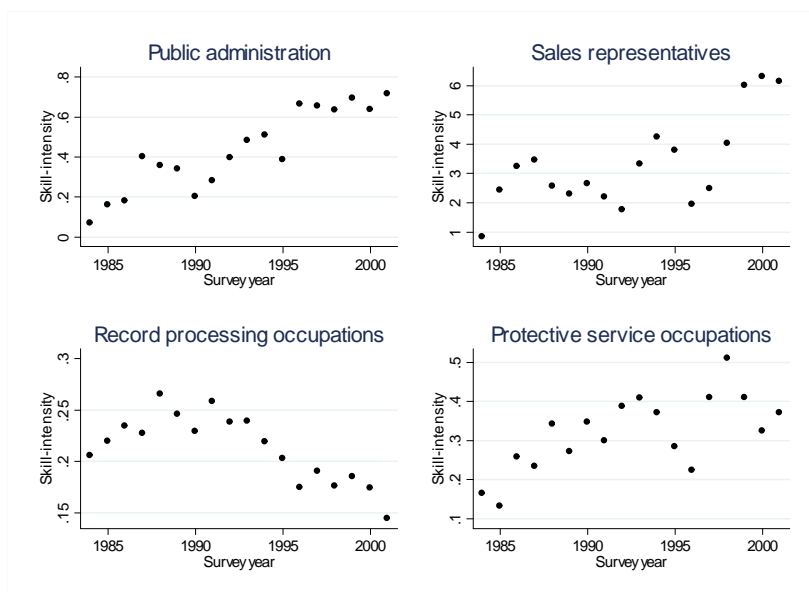 Public administration
Skill-intensity
.8
.6
.4
.2
0
1985 1990 1995 2000
Survey year
Sales representatives
Skill-intensity
6
5
4
3
2
1
1985 1990 1995 2000
Survey year
Record processing occupations
Skill-intensity
.3
.25
.2
.15
1985 1990 1995 2000
Survey year
Protective service occupations
Skill-intensity
.5
.4
.3
.2
.1
1985 1990 1995 2000
Survey year